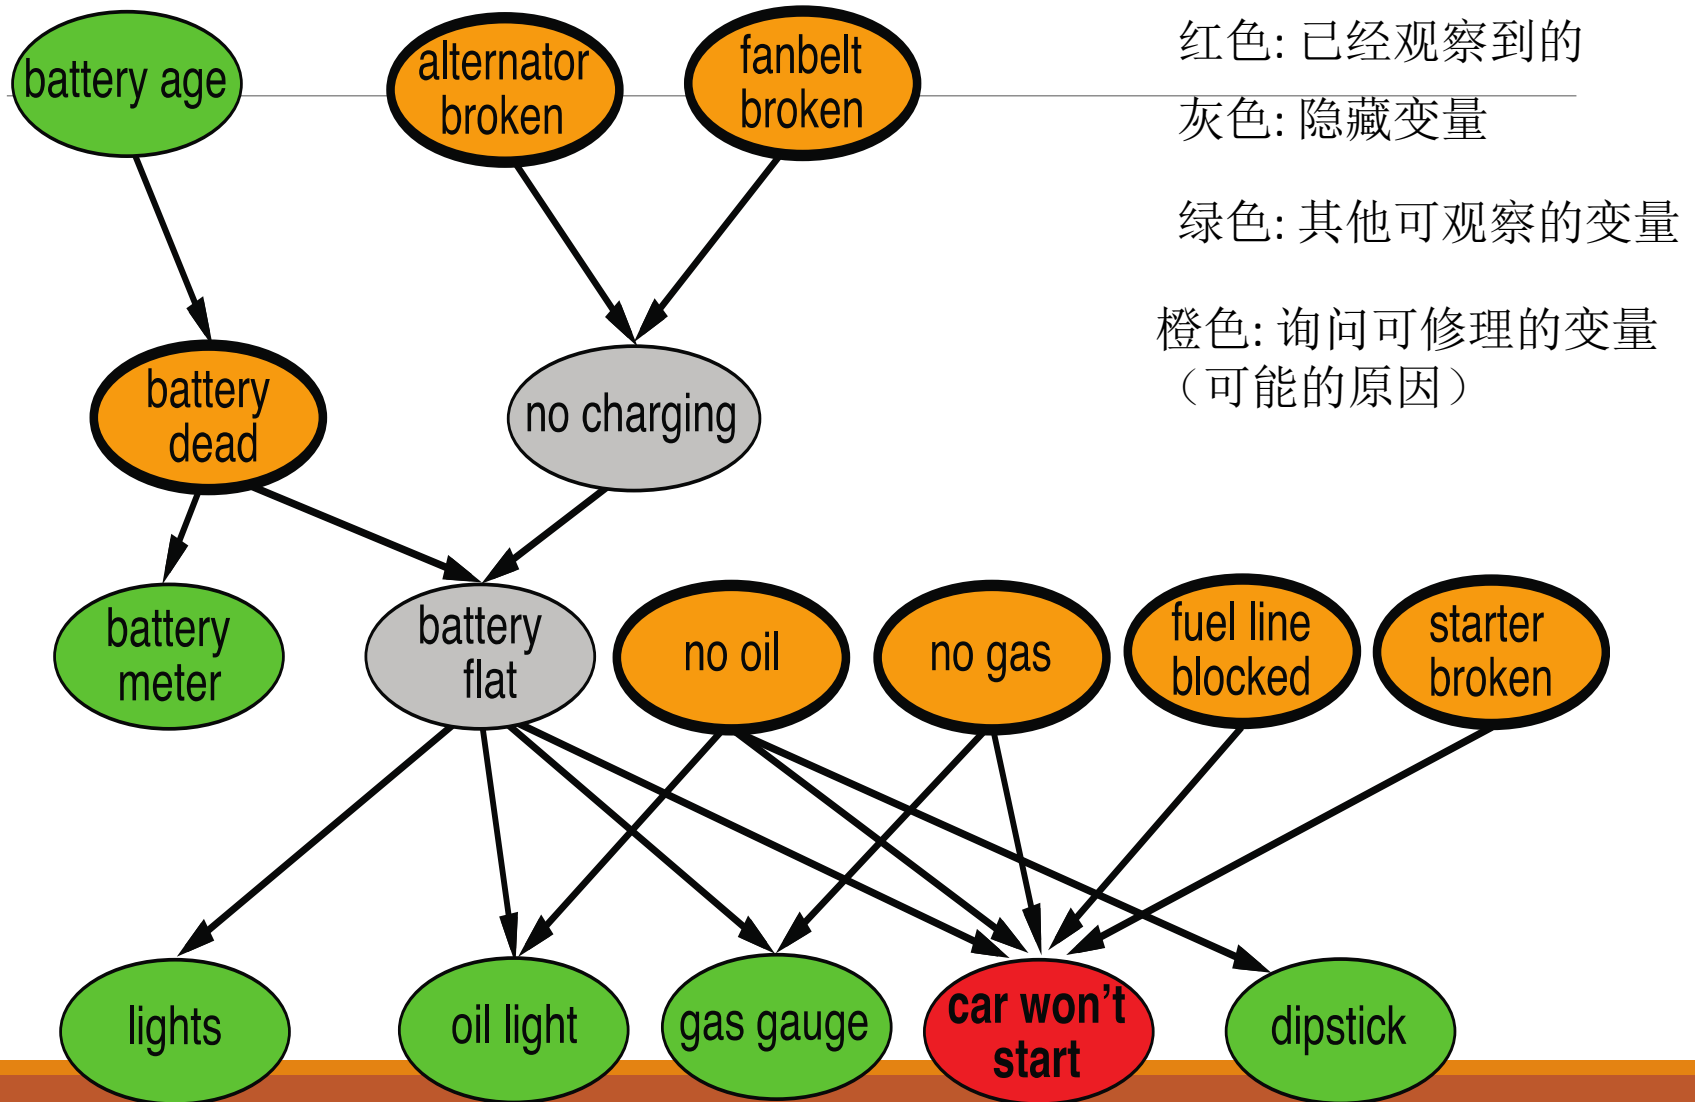 battery age
alternator
broken
fanbelt
broken
红色: 已经观察到的
灰色: 隐藏变量
绿色: 其他可观察的变量
橙色: 询问可修理的变量
（可能的原因）
battery
dead
no charging
battery
meter
battery
flat
no oil
no gas
fuel line
blocked
starter
broken
lights
oil light
gas gauge
car won't
start
dipstick